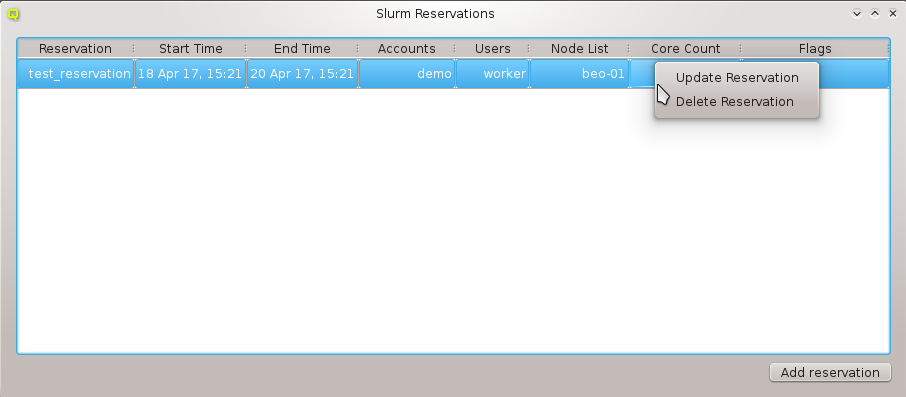 Slurm Reservations
Reservation Start Time End Time Accounts Users Node List Core Count Flags
test_reservation 18 Apr 17, 15:21 20 Apr 17, 15:21 demo worker beo-01
Update Reservation
Delete Reservation
Add reservation